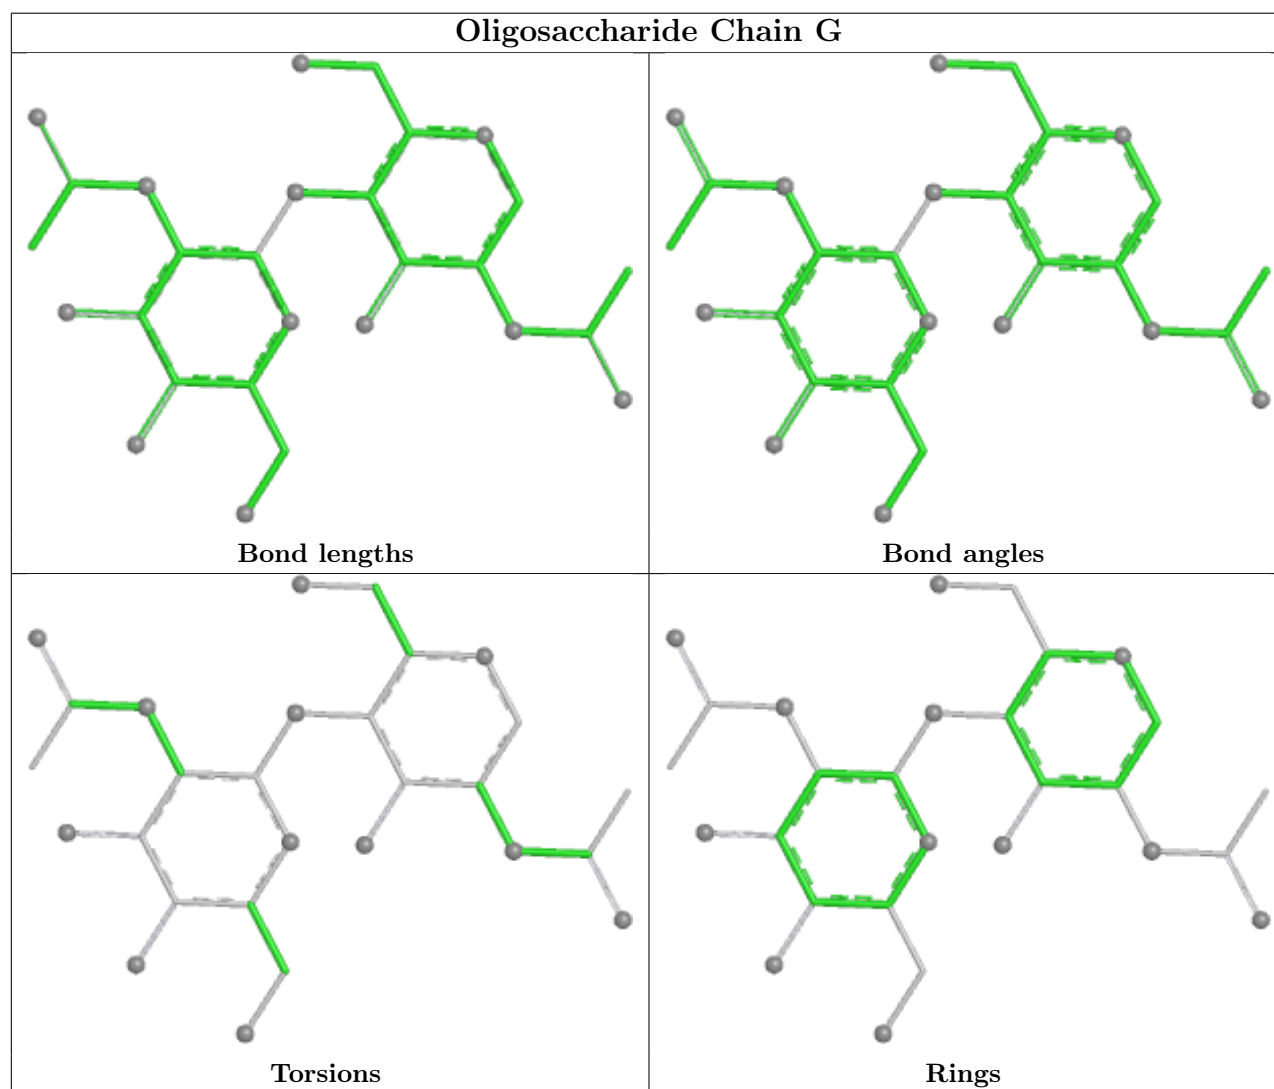 Oligosaccharide Chain G
Bond lengths
Bond angles
Torsions
Rings